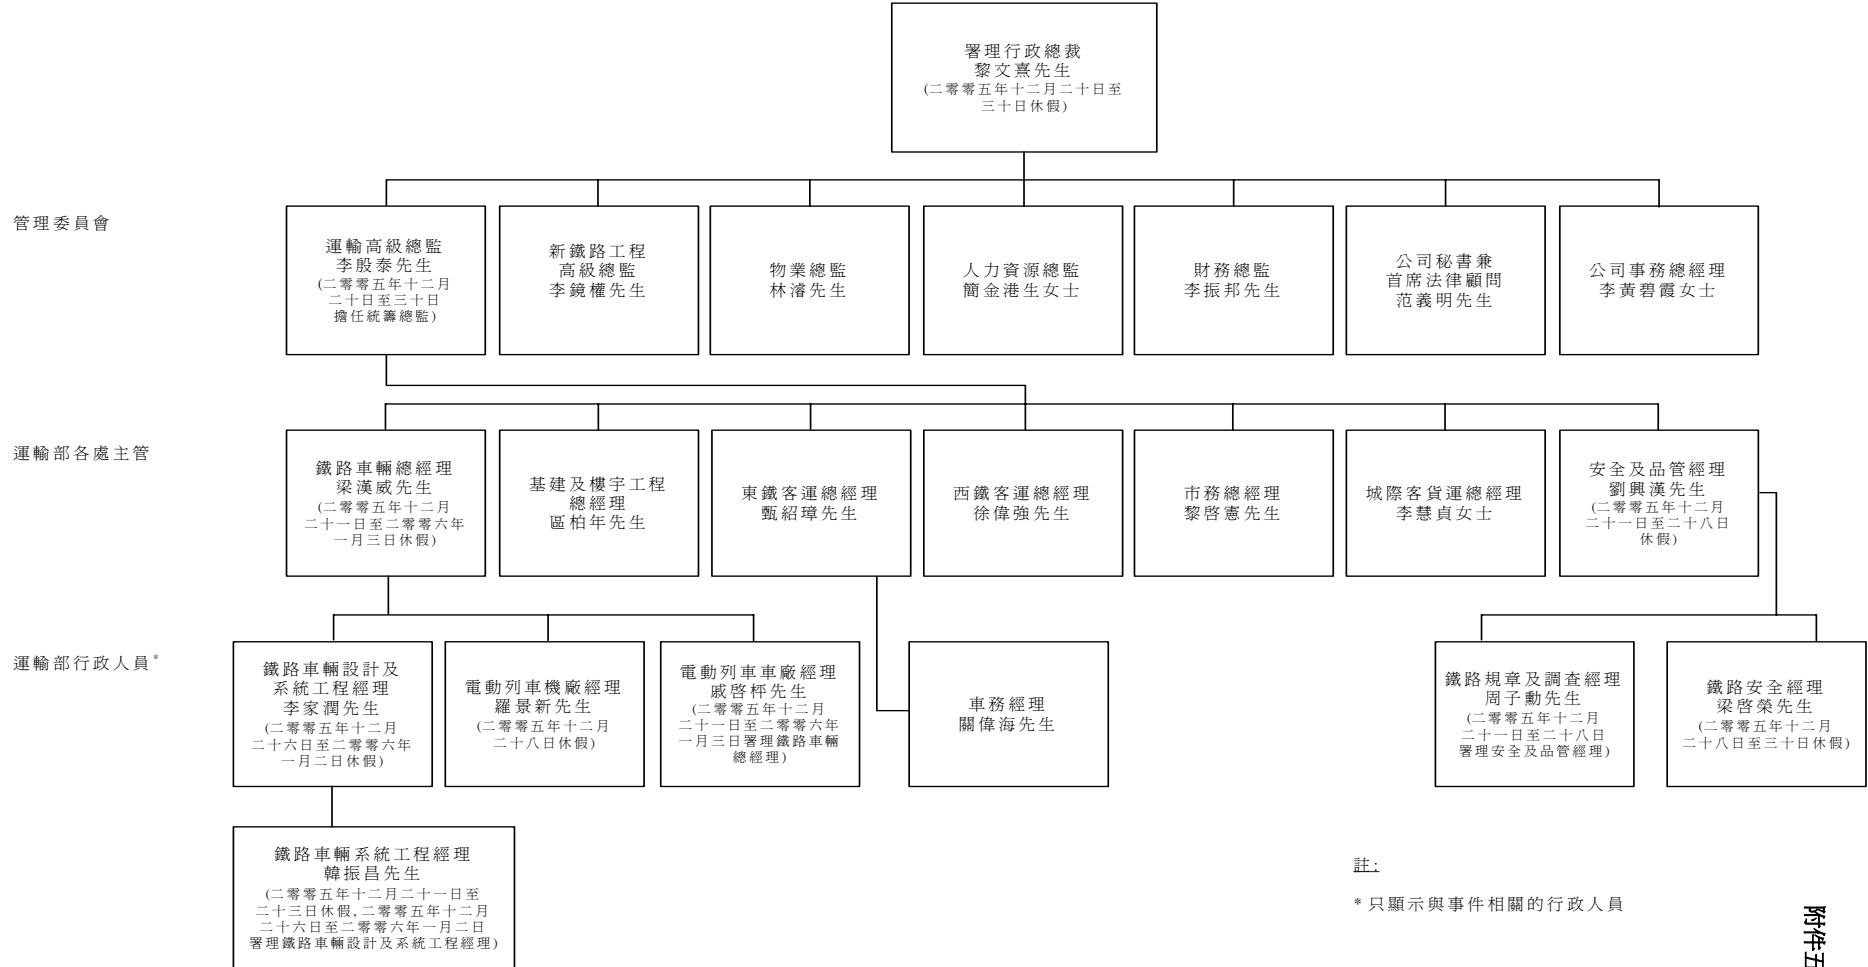 署理行政總裁
黎文熹先生
(二零零五年十二月二十日至
三十日休假)
管理委員會
運輸高級總監
李殷泰先生
(二零零五年十二月
二十日至三十日
擔任統籌總監)
新鐵路工程
高級總監
李鏡權先生
物業總監
林濬先生
人力資源總監
簡金港生女士
財務總監
李振邦先生
公司秘書兼
首席法律顧問
范義明先生
公司事務總經理
李黃碧霞女士
運輸部各處主管
鐵路車輛總經理
梁漢威先生
(二零零五年十二月
二十一日至二零零六年
一月三日休假)
基建及樓宇工程
總經理
區柏年先生
東鐵客運總經理
甄紹璋先生
西鐵客運總經理
徐偉強先生
市務總經理
黎啓憲先生
城際客貨運總經理
李慧貞女士
安全及品管經理
劉興漢先生
(二零零五年十二月
二十一日至二十八日
休假)
運輸部行政人員*
鐵路車輛設計及
系統工程經理
李家潤先生
(二零零五年十二月
二十六日至二零零六年
一月二日休假)
電動列車機廠經理
羅景新先生
(二零零五年十二月
二十八日休假)
電動列車車廠經理
戚啓枰先生
(二零零五年十二月
二十一日至二零零六年
一月三日署理鐵路車輛
總經理)
車務經理
關偉海先生
鐵路規章及調查經理
周子勳先生
(二零零五年十二月
二十一日至二十八日
署理安全及品管經理)
鐵路安全經理
梁啓榮先生
(二零零五年十二月
二十八日至三十日休假)
鐵路車輛系統工程經理
韓振昌先生
(二零零五年十二月二十一日至
二十三日休假,二零零五年十二月
二十六日至二零零六年一月二日
署理鐵路車輛設計及系統工程經理)
註:
*只顯示與事件相關的行政人員
附件五